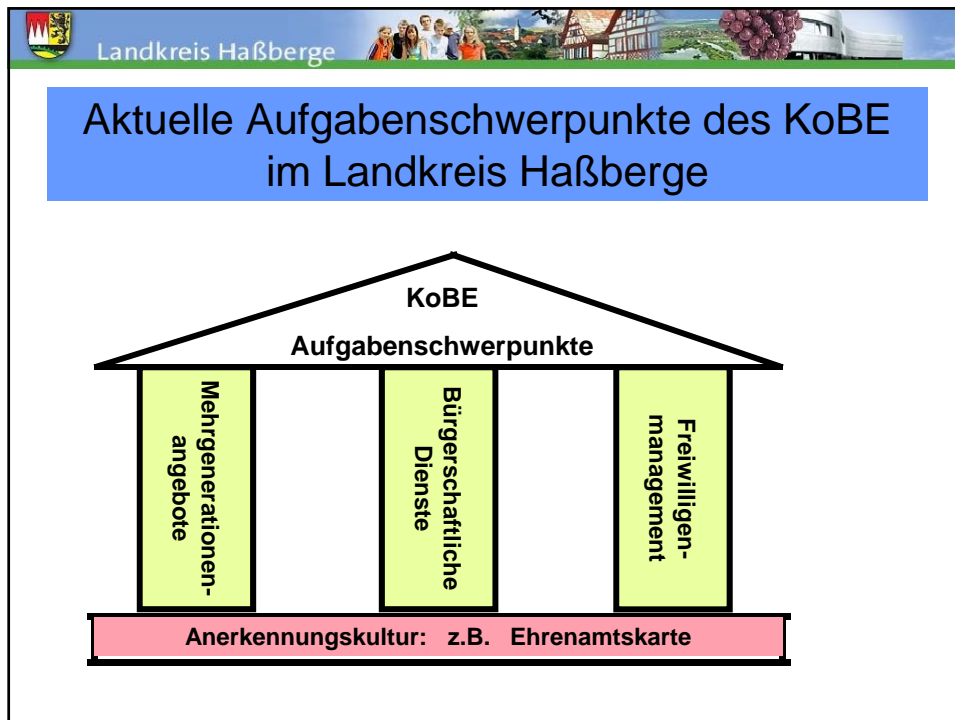 Landkreis Haßberge
Aktuelle Aufgabenschwerpunkte des KoBE
im Landkreis Haßberge
KoBE
Aufgabenschwerpunkte
Mehrgenerationen-
angebote
Bürgerschaftliche
Dienste
Freiwilligen-
management
Anerkennungskultur: z.B. Ehrenamtskarte